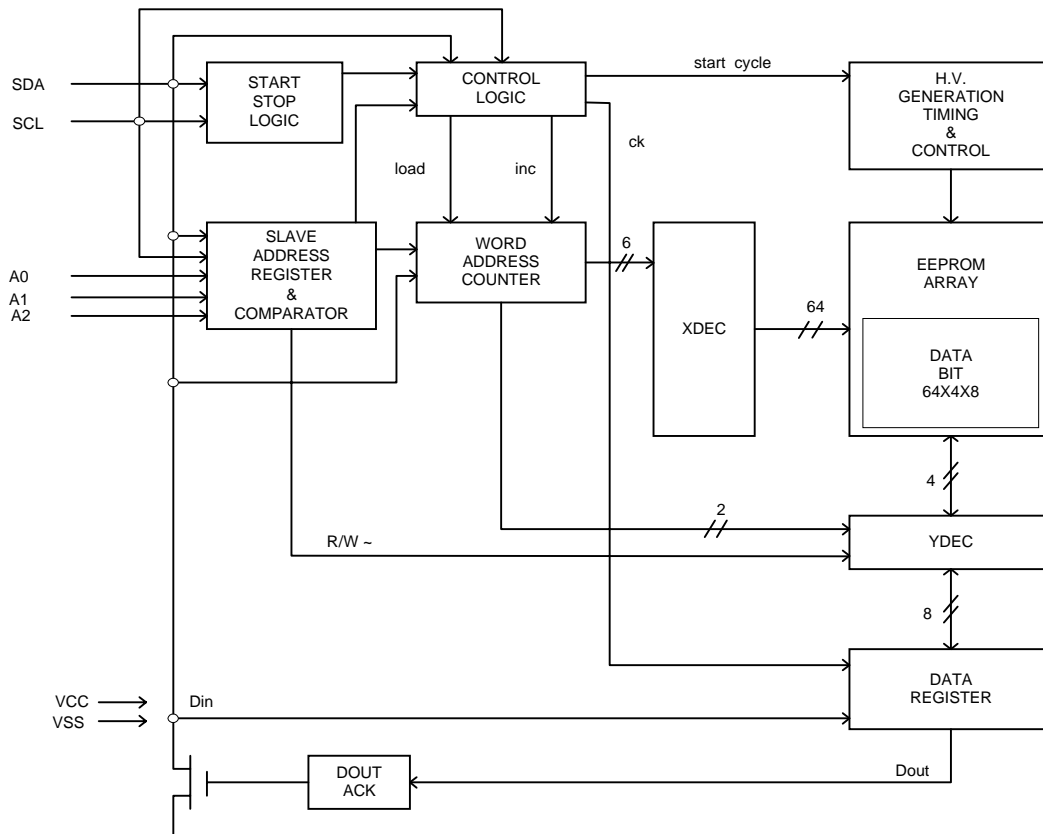 start cycle
SDA
START
STOP
LOGIC
CONTROL
LOGIC
H.V.
GENERATION
TIMING
&
CONTROL
SCL
ck
load
inc
SLAVE
ADDRESS
REGISTER
&
COMPARATOR
WORD
ADDRESS
COUNTER
6
EEPROM
ARRAY
A0
A1
A2
XDEC
64
DATA
BIT
64X4X8
4
2
R/W ~
YDEC
8
DATA
REGISTER
VCC
VSS
Din
DOUT
ACK
Dout